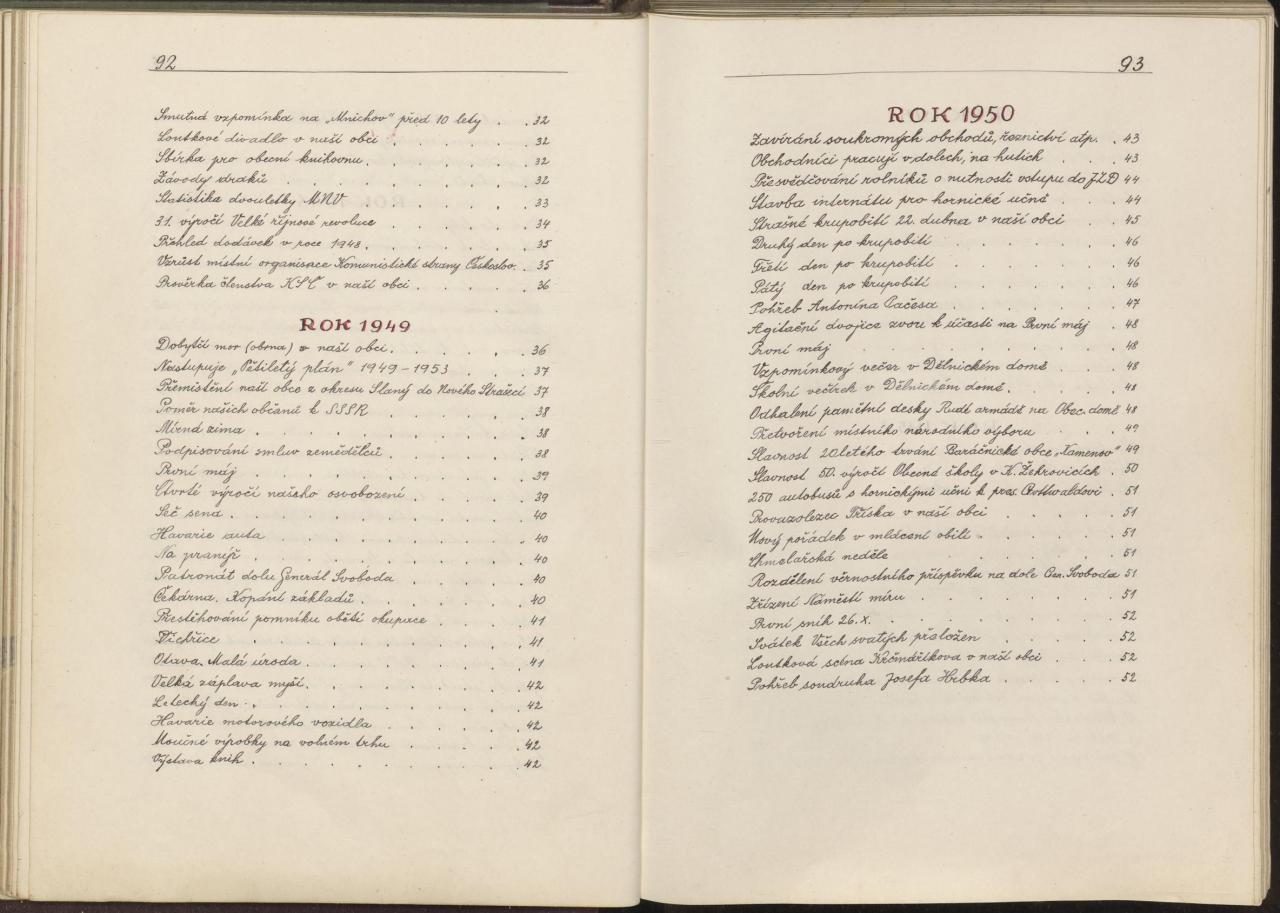 92
Smutná vzpomínka na „Mnichov" před 10 lety . . 32
Loutkové divadlo v naší obci . . . . . 32
Sbírka pro obecní knihovnu . . . . . 32
Závody draků . . . . . . . 32
Statistika dvouletky MNV . . . . . 33
31. výročí Velké říjnové revoluce . . . . . 34
Přehled dodávek v roce 1948 . . . . . 35
Vzrůst místní organisace Komunistické strany Českoslov. . 35
Prověrka členstva KSČ v naší obci . . . . . 36
ROK 1949
Dobytčí mor (obrna) v naší obci . . . . . 36
Nastupuje „Pětiletý plán" 1949-1953 . . . 37
Přemístění naší obce z okresu Slaný do Nového Strašecí 37
Poměr našich občanů k SSSR . . . . . 38
Mírná zima . . . . . . . 38
Podpisování smluv zemědělců . . . . . 38
První máj . . . . . . . 39
Čtvrté výročí našeho osvobození . . . . 39
Seč sena . . . . . . . . 40
Havarie auta . . . . . . . 40
Na pranýř . . . . . . . 40
Patronát dolu Generál Svoboda . . . . 40
Čekárna. Kopání základů . . . . . 40
Přestěhování pomníku obětí okupace . . . . 41
Vichřice . . . . . . . 41
Otava. Malá úroda . . . . . . 41
Velká záplava myší . . . . . . 42
Letecký den . . . . . . . 42
Havarie motorového vozidla . . . . . 42
Moučné výrobky na volném trhu . . . . 42
Výstava knih . . . . . . . 42
93
ROK 1950
Zavírání soukromých obchodů, řeznictví atp. . 43
Obchodníci pracují v dolech, na hutích . . 43
Přesvědčování rolníků o nutnosti vstupu do JZD 44
Stavba internátu pro hornické učně . . . 44
Strašné krupobití 22. dubna v naší obci . . 45
Druhý den po krupobití . . . . . 46
Třetí den po krupobití . . . . . 46
Pátý den po krupobití . . . . . 46
Pohřeb Antonína Pačesa . . . . . 47
Agitační dvojice zvou k účasti na První máj . 48
První máj . . . . . . . 48
Vzpomínkový večer v Dělnickém domě . . . 48
Školní večírek v Dělnickém domě . . . . 48
Odhalení pamětní desky Rudé armádě na Obec. domě 48
Přetvoření místního národního výboru . . . 49
Slavnost 20letého trvání Baráčnické obce „Kamenov" 49
Slavnost 50. výročí Obecné školy v K. Žehrovicích . 50
250 autobusů s hornickými učni k pres. Gottwaldovi . 51
Provazolezec Tříska v naší obci . . . . 51
Nový pořádek v mlácení obilí . . . . 51
Chmelařská neděle . . . . . . 51
Rozdělení věrnostního příspěvku na dole Gen. Svoboda 51
Zřízení Náměstí míru . . . . . 51
První sníh 26.X. . . . . . . 52
Svátek Všech svatých přeložen . . . . 52
Loutková scéna Krčmáříkova v naší obci . . 52
Pohřeb soudruha Josefa Hrbka . . . . 52